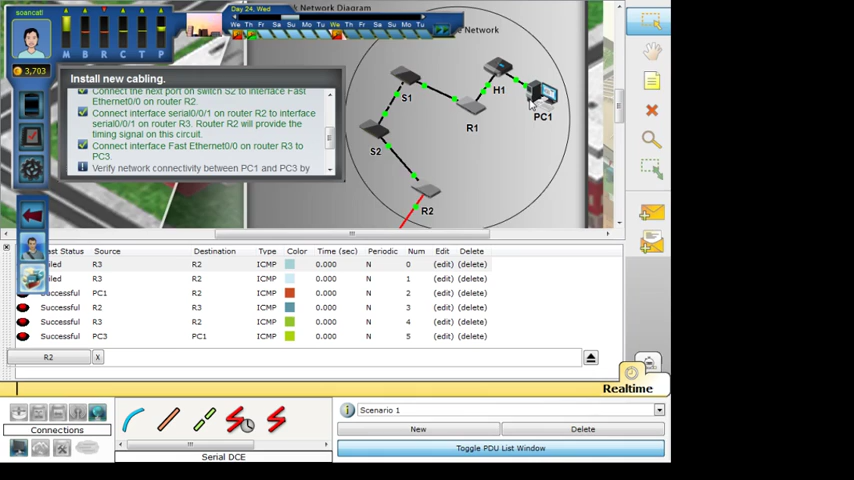 soancatl
Day 24, Wed
Network Diagram
We Th Fr Sa Su Mo Tu We Th Fr Sa Su Mo Tu
e Network
M B R C T P
3,703
Install new cabling.
Connect the next port on switch S2 to interface Fast
Ethernet0/0 on router R2.
Connect interface serial0/0/1 on router R2 to interface
serial0/0/1 on router R3. Router R2 will provide the
timing signal on this circuit.
Connect interface Fast Ethernet0/0 on router R3 to
PC3.
Verify network connectivity between PC1 and PC3 by
S1
H1
R1
PC1
S2
R2
ast Status Source Destination Type Color Time (sec) Periodic Num Edit Delete
iled R3 R2 ICMP 0.000 N 0 (edit) (delete)
iled R3 R2 ICMP 0.000 N 1 (edit) (delete)
Successful PC1 R2 ICMP 0.000 N 2 (edit) (delete)
Successful R2 R3 ICMP 0.000 N 3 (edit) (delete)
Successful R3 R2 ICMP 0.000 N 4 (edit) (delete)
Successful PC3 PC1 ICMP 0.000 N 5 (edit) (delete)
R2 X
Realtime
Scenario 1
Connections
New Delete
Toggle PDU List Window
Serial DCE